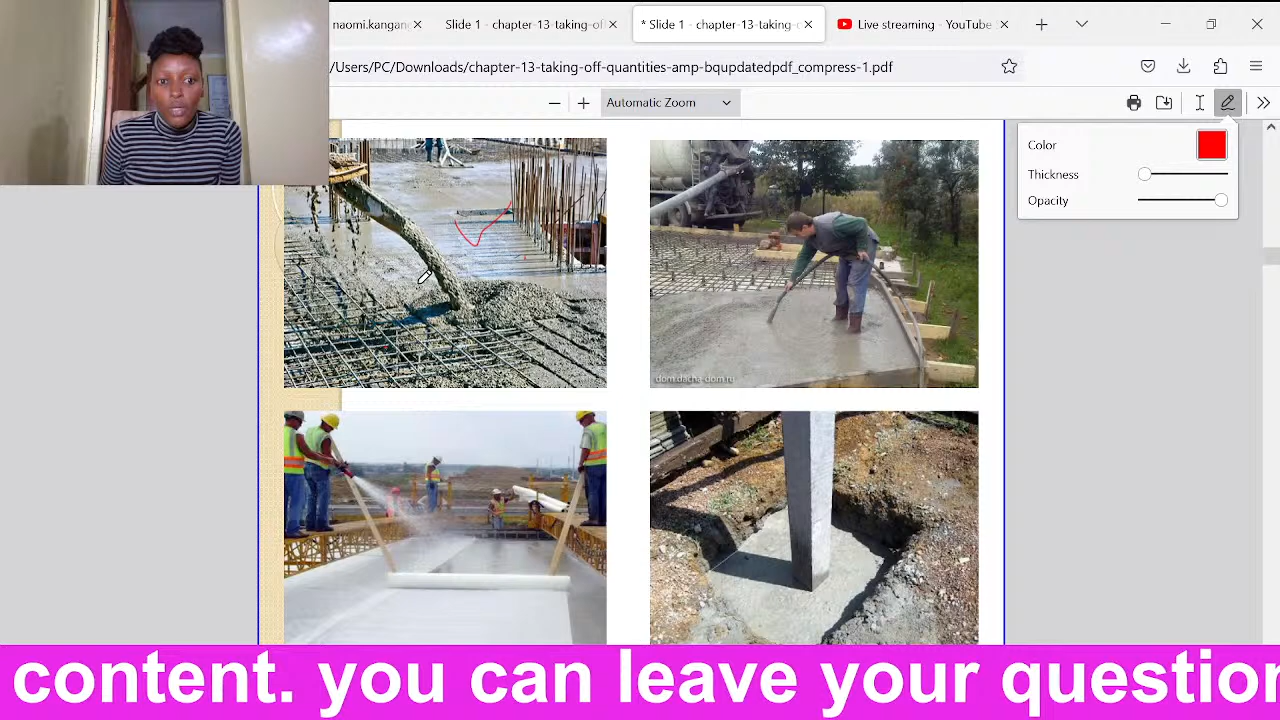 naomi.kangand
Slide 1 - chapter-13-taking-of
* Slide 1 - chapter-13-taking-
Live streaming - YouTube
/Users/PC/Downloads/chapter-13-taking-off-quantities-amp-bqupdatedpdf_compress-1.pdf
Automatic Zoom
Color
Thickness
Opacity
dom.dacha-dom.ru
content. you can leave your question